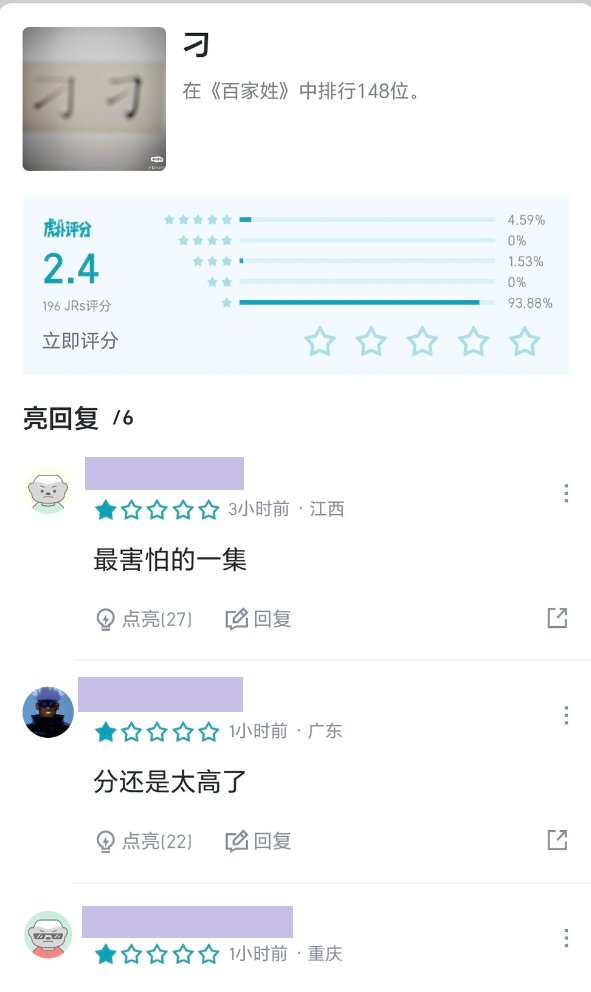 刁
在《百家姓》中排行148位。
刁 刁
虎扑评分
2.4
196 JRs评分
4.59%
0%
1.53%
0%
93.88%
立即评分
亮回复 /6
3小时前 · 江西
最害怕的一集
点亮(27) 回复
1小时前 · 广东
分还是太高了
点亮(22) 回复
1小时前 · 重庆